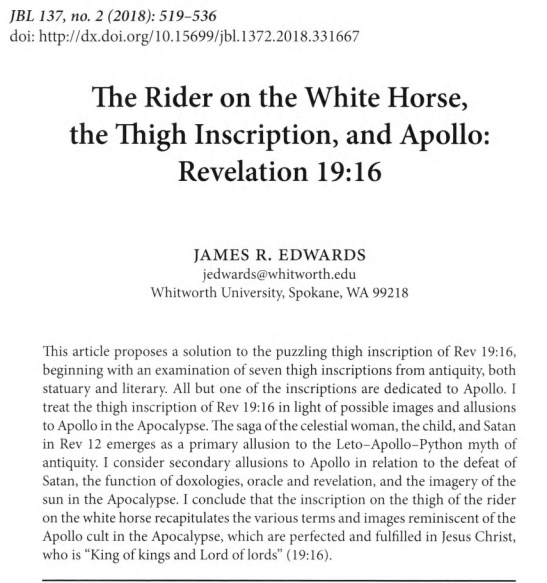 JBL 137, no. 2 (2018): 519–536
doi: http://dx.doi.org/10.15699/jbl.1372.2018.331667
The Rider on the White Horse,
the Thigh Inscription, and Apollo:
Revelation 19:16
JAMES R. EDWARDS
jedwards@whitworth.edu
Whitworth University, Spokane, WA 99218
This article proposes a solution to the puzzling thigh inscription of Rev 19:16,
beginning with an examination of seven thigh inscriptions from antiquity, both
statuary and literary. All but one of the inscriptions are dedicated to Apollo. I
treat the thigh inscription of Rev 19:16 in light of possible images and allusions
to Apollo in the Apocalypse. The saga of the celestial woman, the child, and Satan
in Rev 12 emerges as a primary allusion to the Leto–Apollo–Python myth of
antiquity. I consider secondary allusions to Apollo in relation to the defeat of
Satan, the function of doxologies, oracle and revelation, and the imagery of the
sun in the Apocalypse. I conclude that the inscription on the thigh of the rider
on the white horse recapitulates the various terms and images reminiscent of the
Apollo cult in the Apocalypse, which are perfected and fulfilled in Jesus Christ,
who is “King of kings and Lord of lords” (19:16).